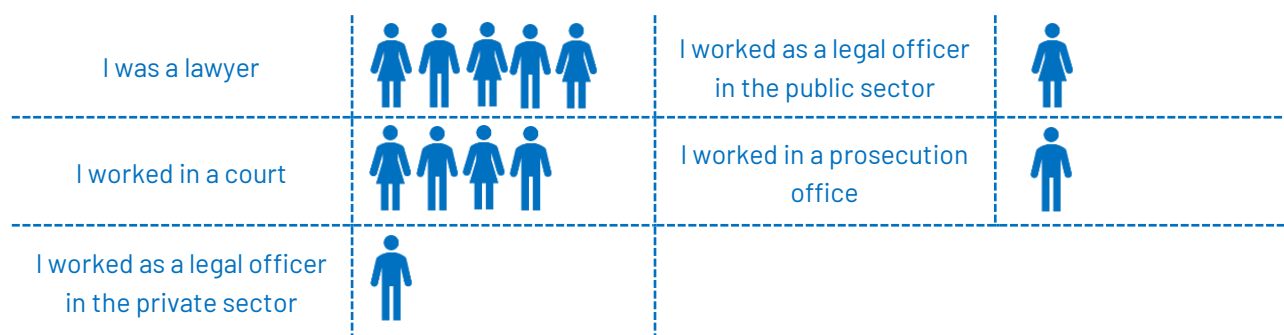 I was a lawyer
I worked as a legal officer
in the public sector
I worked in a court
I worked in a prosecution
office
I worked as a legal officer
in the private sector